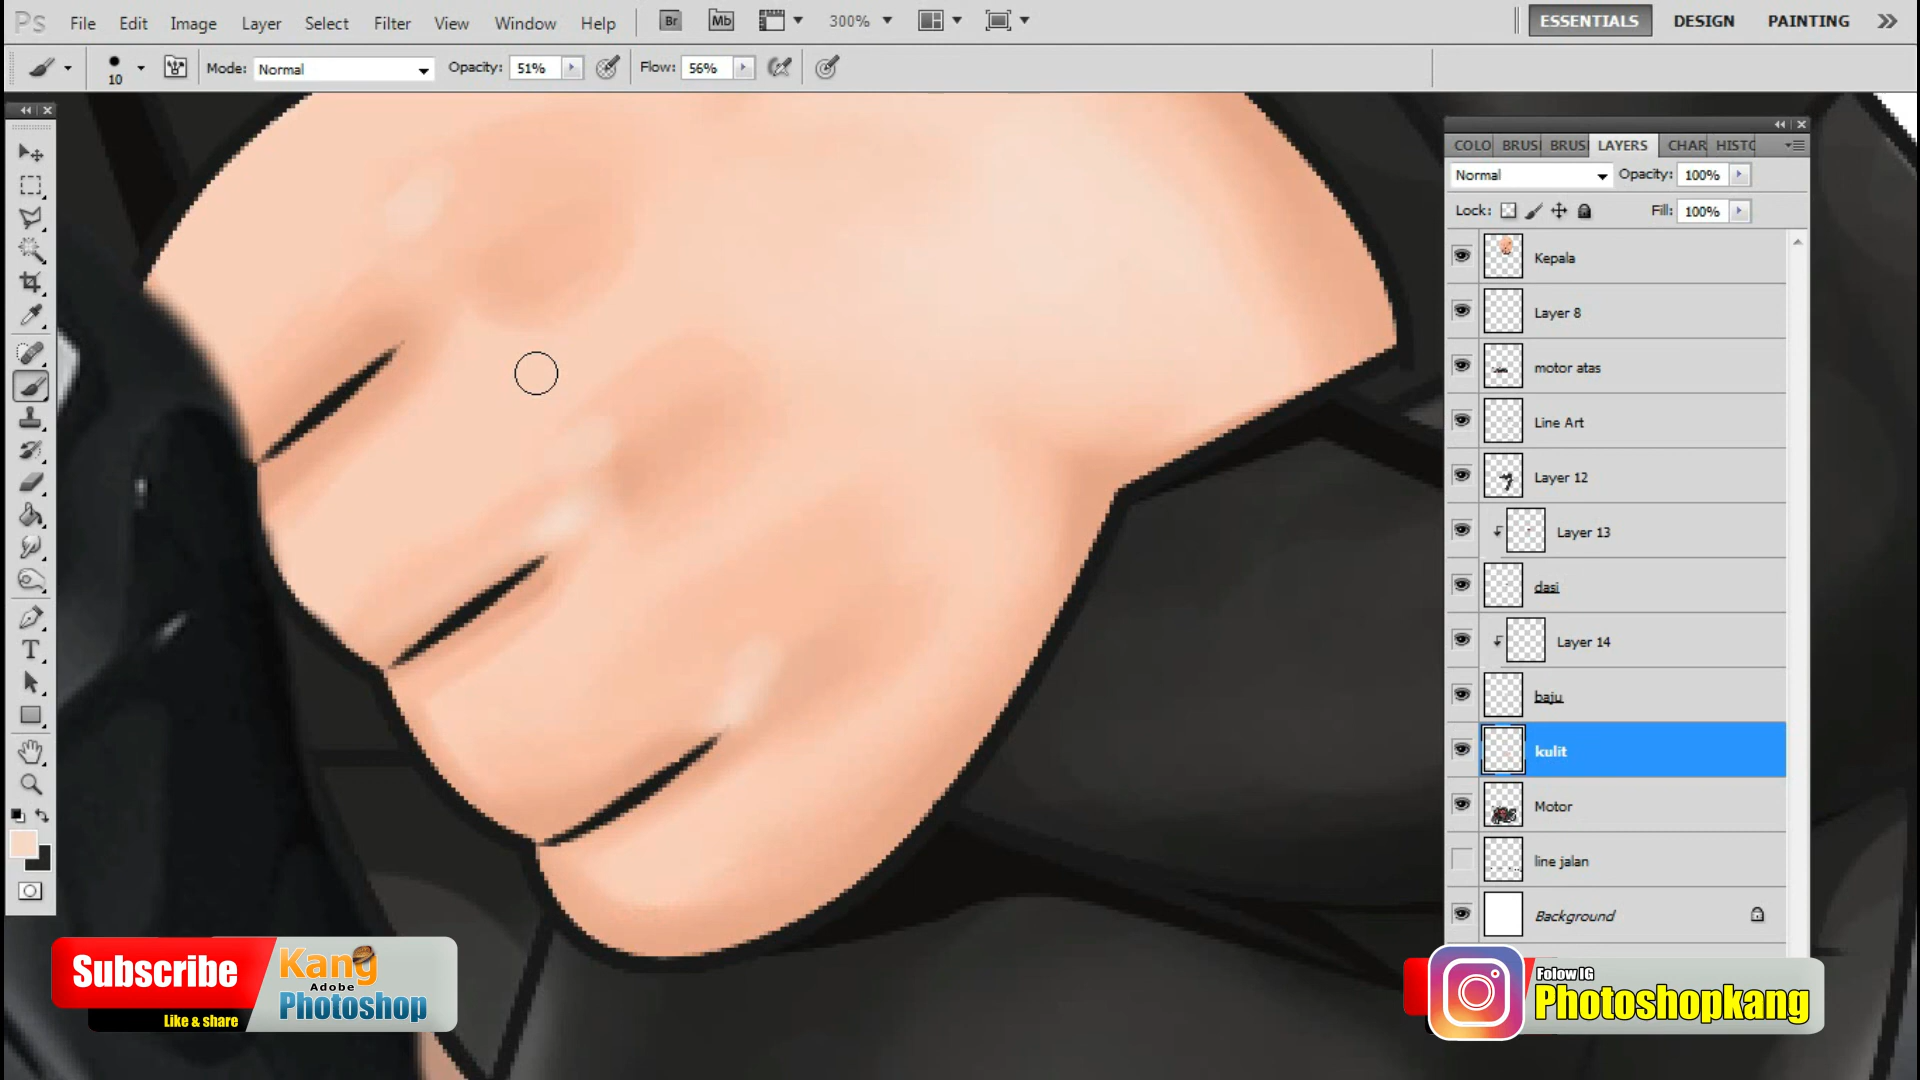 Ps File Edit Image Layer Select Filter View Window Help Br Mb 300% ESSENTIALS DESIGN PAINTING
10 Mode: Normal Opacity: 51% Flow: 56%
COLO BRUSI BRUSI LAYERS CHAR HISTO
Normal Opacity: 100%
Lock: Fill: 100%
Kepala
Layer 8
motor atas
Line Art
Layer 12
Layer 13
dasi
Layer 14
baju
kulit
Motor
line jalan
Background
T
Subscribe
Like & share
Kang
Adobe
Photoshop
Folow IG
Photoshopkang